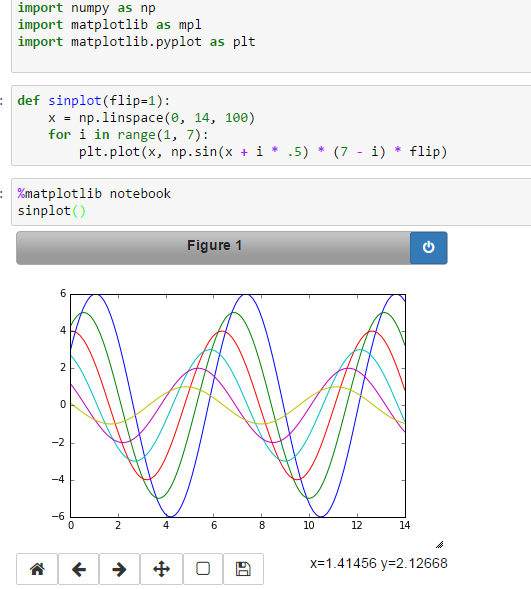 import numpy as np
import matplotlib as mpl
import matplotlib.pyplot as plt
:
def sinplot(flip=1):
    x = np.linspace(0, 14, 100)
    for i in range(1, 7):
        plt.plot(x, np.sin(x + i * .5) * (7 - i) * flip)
:
%matplotlib notebook
sinplot()
Figure 1
6
4
2
0
−2
−4
−6
0 2 4 6 8 10 12 14
x=1.41456 y=2.12668